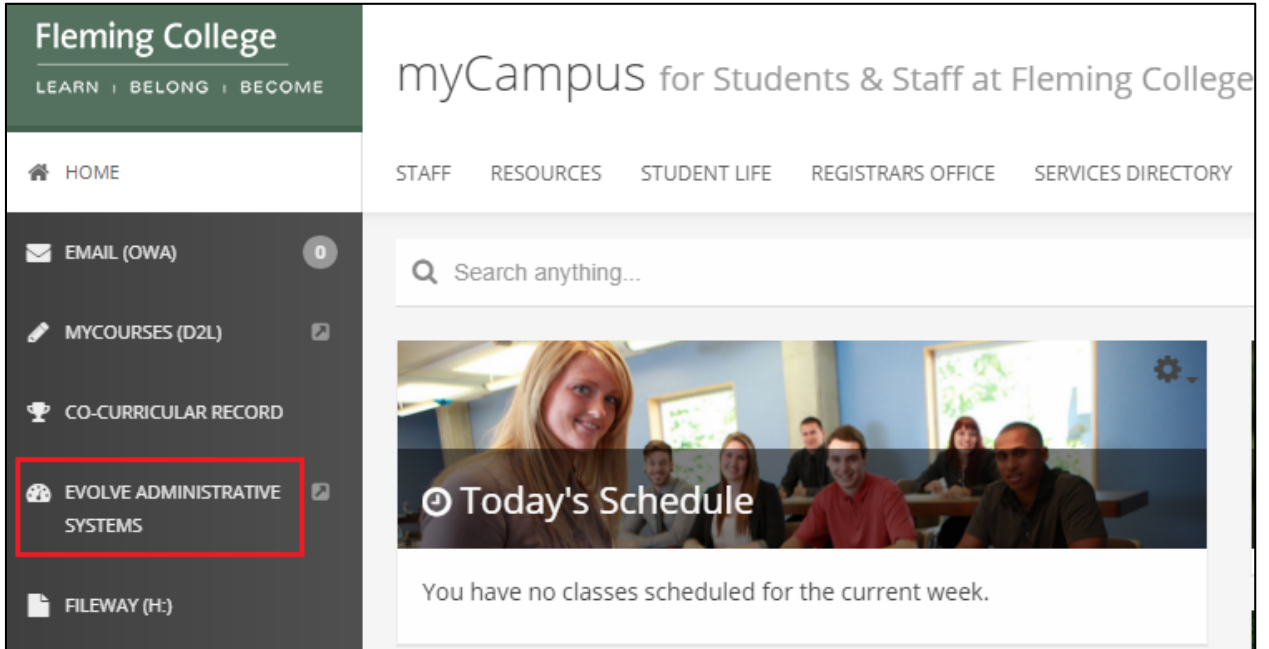 Fleming College
LEARN | BELONG | BECOME
myCampus for Students & Staff at Fleming College
HOME
STAFF RESOURCES STUDENT LIFE REGISTRARS OFFICE SERVICES DIRECTORY
EMAIL (OWA) 0
MYCOURSES (D2L)
CO-CURRICULAR RECORD
EVOLVE ADMINISTRATIVE
SYSTEMS
FILEWAY (H:)
Search anything...
Today's Schedule
You have no classes scheduled for the current week.